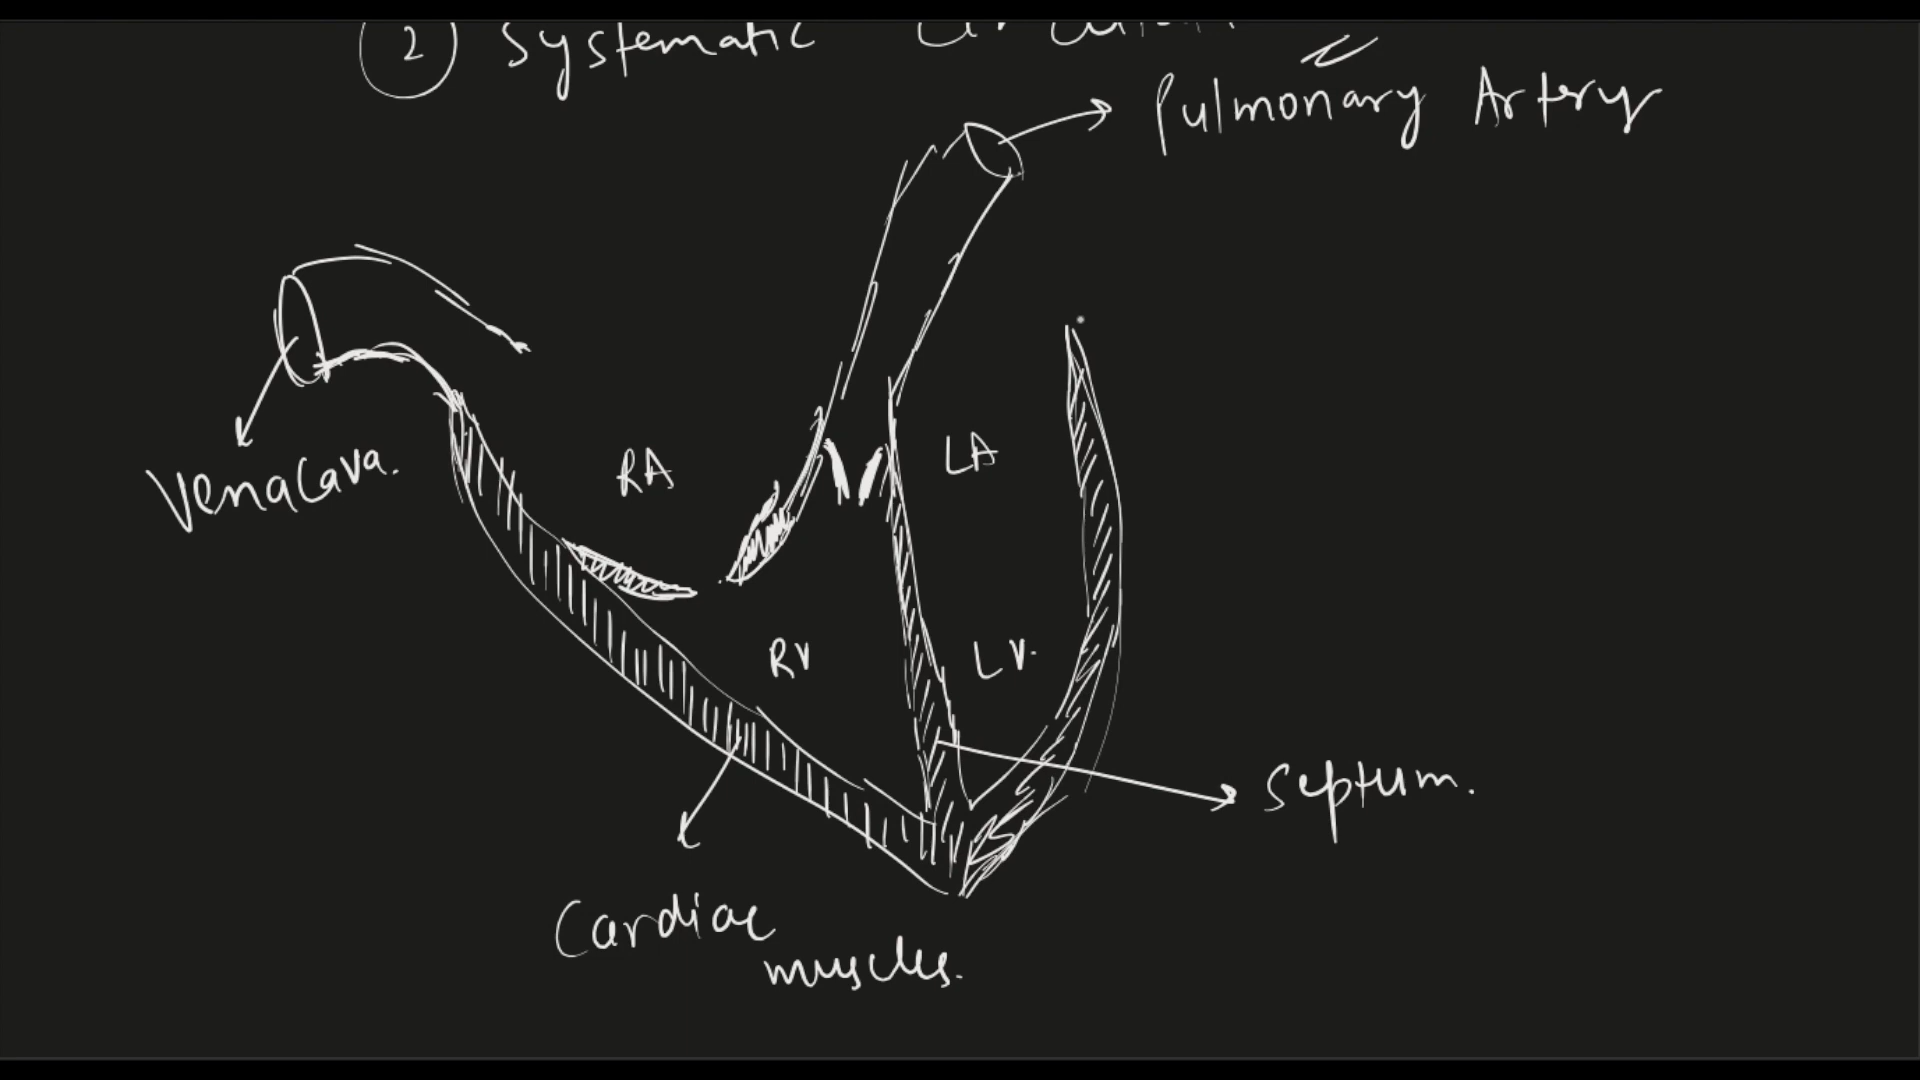 2 Systematic
Pulmonary Artery
Venacava.
RA
LA
RV
LV.
Septum.
Cardiac
muscles.